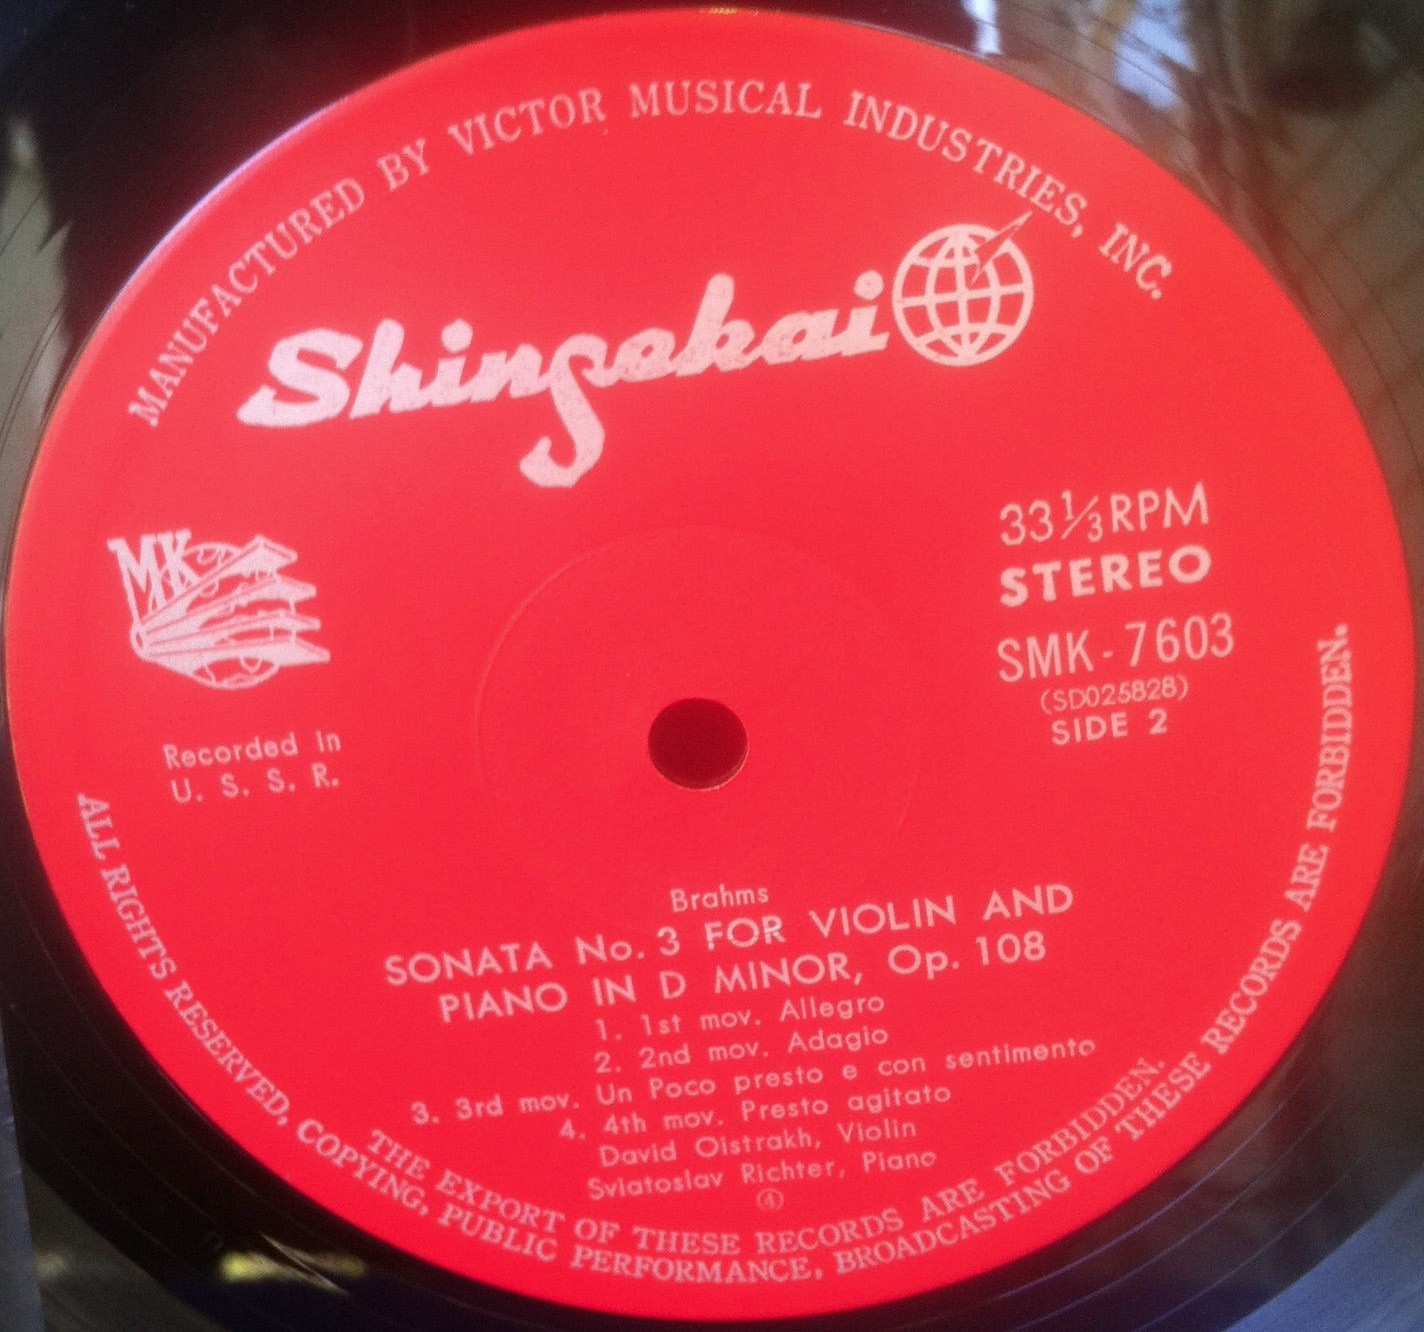 MANUFACTURED BY VICTOR MUSICAL INDUSTRIES, INC.
Shinsekai
MK
33⅓RPM
STEREO
SMK-7603
(SD025828)
SIDE 2
Recorded in
U. S. S. R.
Brahms
SONATA No. 3 FOR VIOLIN AND
PIANO IN D MINOR, Op. 108
1. 1st mov. Allegro
2. 2nd mov. Adagio
3. 3rd mov. Un Poco presto e con sentimento
4. 4th mov. Presto agitato
David Oistrakh, Violin
Sviatoslav Richter, Piano
④
THE EXPORT OF THESE RECORDS ARE FORBIDDEN.
ALL RIGHTS RESERVED, COPYING, PUBLIC PERFORMANCE, BROADCASTING OF THESE RECORDS ARE FORBIDDEN.